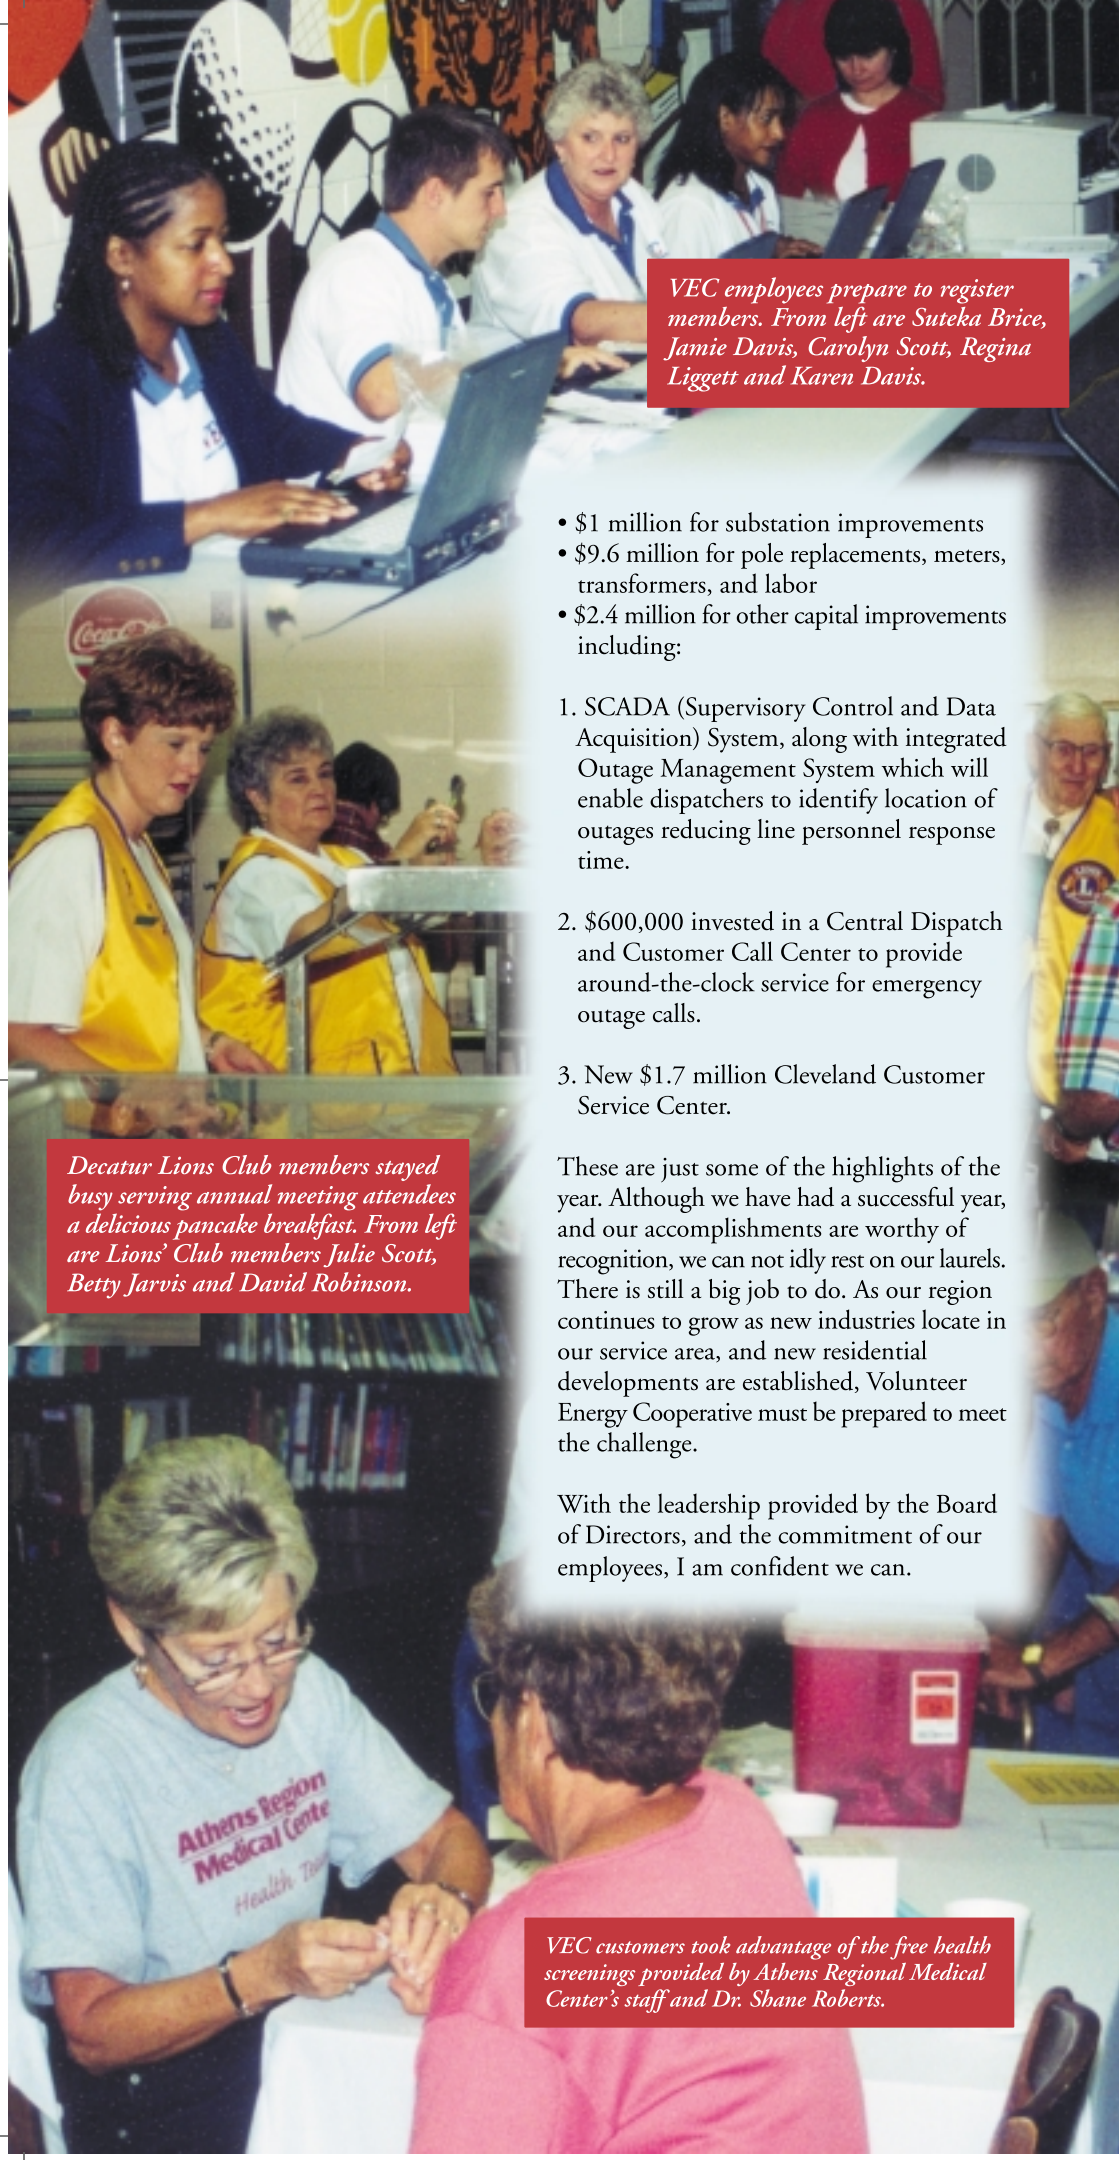 VEC employees prepare to register
members. From left are Suteka Brice,
Jamie Davis, Carolyn Scott, Regina
Liggett and Karen Davis.
• $1 million for substation improvements
• $9.6 million for pole replacements, meters,
transformers, and labor
• $2.4 million for other capital improvements
including:
Coca-Cola
1. SCADA (Supervisory Control and Data
Acquisition) System, along with integrated
Outage Management System which will
enable dispatchers to identify location of
outages reducing line personnel response
time.
2. $600,000 invested in a Central Dispatch
and Customer Call Center to provide
around-the-clock service for emergency
outage calls.
3. New $1.7 million Cleveland Customer
Service Center.
Decatur Lions Club members stayed
busy serving annual meeting attendees
a delicious pancake breakfast. From left
are Lions' Club members Julie Scott,
Betty Jarvis and David Robinson.
These are just some of the highlights of the
year. Although we have had a successful year,
and our accomplishments are worthy of
recognition, we can not idly rest on our laurels.
There is still a big job to do. As our region
continues to grow as new industries locate in
our service area, and new residential
developments are established, Volunteer
Energy Cooperative must be prepared to meet
the challenge.
With the leadership provided by the Board
of Directors, and the commitment of our
employees, I am confident we can.
Athens Region
Medical Cente
Health Tea
VEC customers took advantage of the free health
screenings provided by Athens Regional Medical
Center's staff and Dr. Shane Roberts.